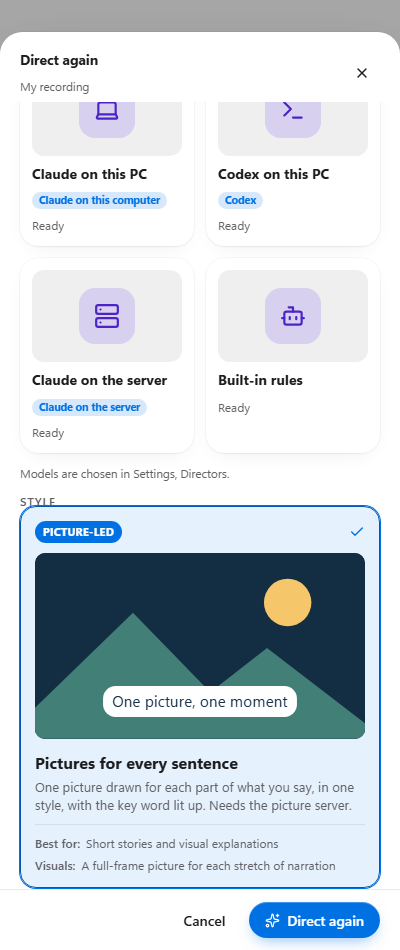 Direct again
My recording
Claude on this PC
Claude on this computer
Ready
Codex on this PC
Codex
Ready
Claude on the server
Claude on the server
Ready
Built-in rules
Ready
Models are chosen in Settings, Directors.
STYLE
PICTURE-LED
One picture, one moment
Pictures for every sentence
One picture drawn for each part of what you say, in one
style, with the key word lit up. Needs the picture server.
Best for: Short stories and visual explanations
Visuals: A full-frame picture for each stretch of narration
Cancel
Direct again